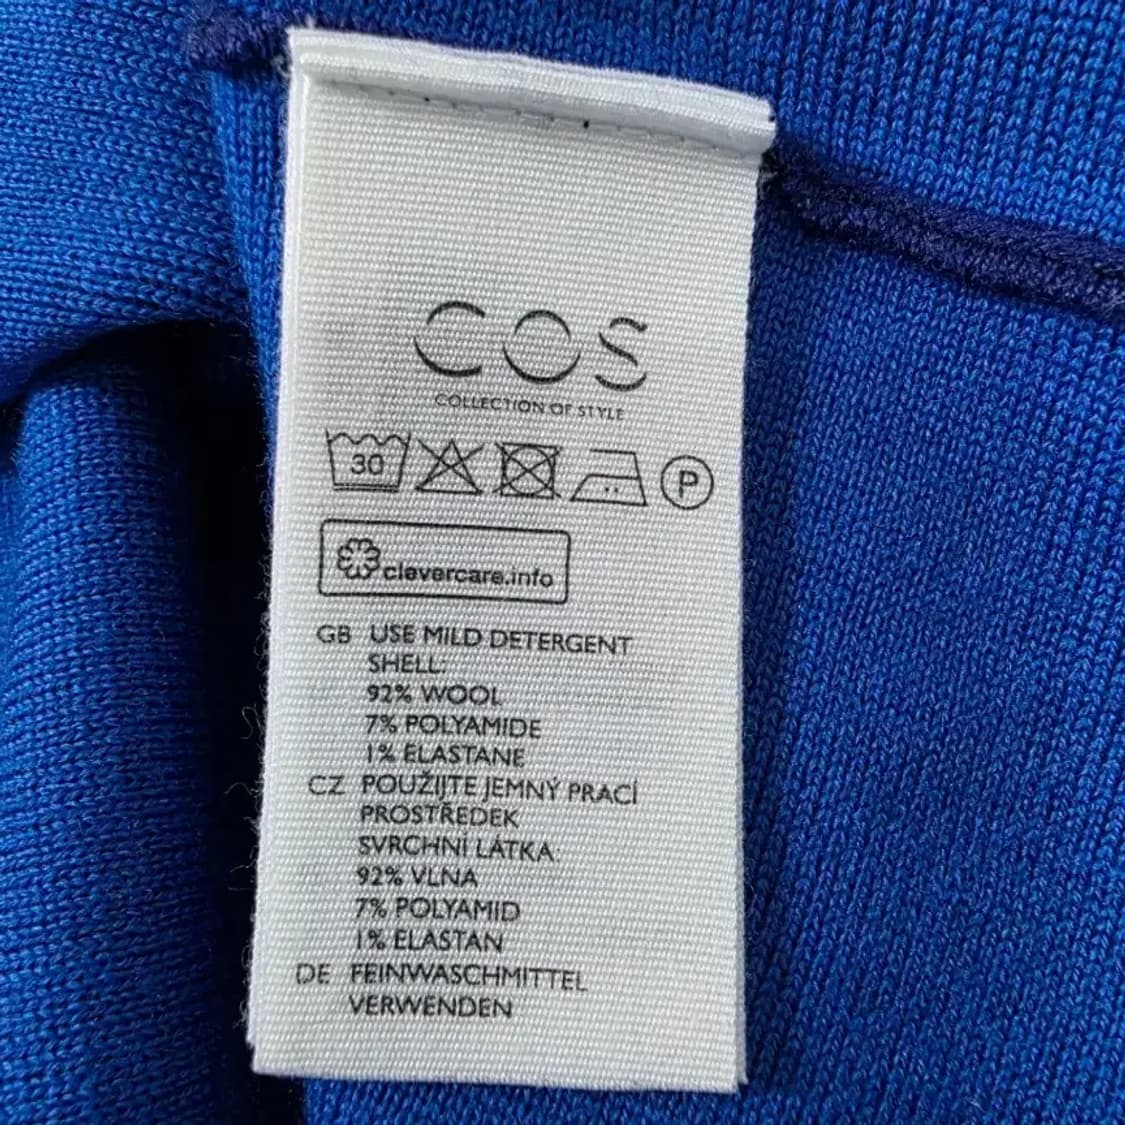 COS
COLLECTION OF STYLE
30
P
clevercare.info
GB USE MILD DETERGENT
SHELL:
92% WOOL
7% POLYAMIDE
1% ELASTANE
CZ POUŽIJTE JEMNÝ PRACÍ
PROSTŘEDEK
SVRCHNÍ LÁTKA:
92% VLNA
7% POLYAMID
1% ELASTAN
DE FEINWASCHMITTEL
VERWENDEN